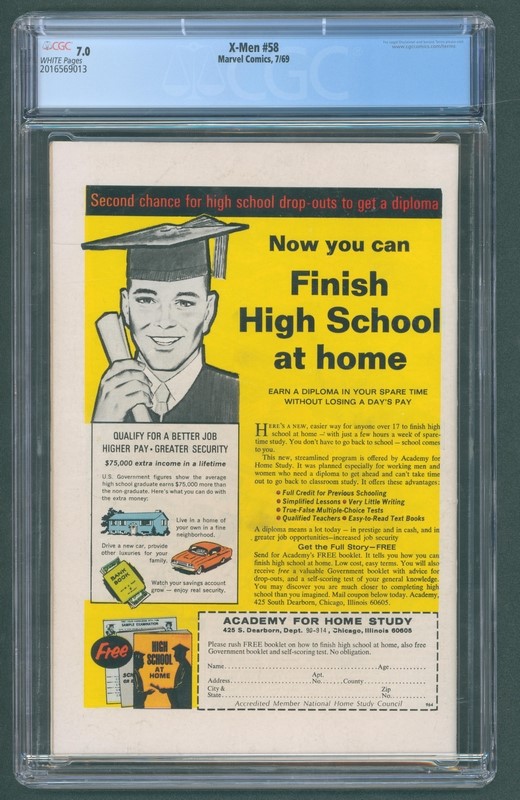 CGC 7.0
WHITE Pages
2016569013
X-Men #58
Marvel Comics, 7/69
www.cgccomics.com/terms
CGC
Second chance for high school drop-outs to get a diploma
Now you can
Finish
High School
at home
EARN A DIPLOMA IN YOUR SPARE TIME
WITHOUT LOSING A DAY'S PAY
QUALIFY FOR A BETTER JOB
HIGHER PAY • GREATER SECURITY
$75,000 extra income in a lifetime
U.S. Government figures show the average
high school graduate earns $75,000 more than
the non-graduate. Here's what you can do with
the extra money:
Live in a home of
your own in a fine
neighborhood.
Drive a new car, provide
other luxuries for your
family.
BANK
BOOK
Watch your savings account
grow — enjoy real security.
HERE'S A NEW, easier way for anyone over 17 to finish high
school at home — with just a few hours a week of spare-
time study. You don't have to go back to school — school comes
to you.
This new, streamlined program is offered by Academy for
Home Study. It was planned especially for working men and
women who need a diploma to get ahead and can't take time
out to go back to classroom study. It offers these advantages:
• Full Credit for Previous Schooling
• Simplified Lessons • Very Little Writing
• True-False Multiple-Choice Tests
• Qualified Teachers • Easy-to-Read Text Books
A diploma means a lot today — in prestige and in cash, and in
greater job opportunities—increased job security
Get the Full Story—FREE
Send for Academy's FREE booklet. It tells you how you can
finish high school at home. Low cost, easy terms. You will also
receive free a valuable Government booklet with advice for
drop-outs, and a self-scoring test of your general knowledge.
You may discover you are much closer to completing high
school than you imagined. Mail coupon below today. Academy,
425 South Dearborn, Chicago, Illinois 60605.
SAMPLE EXAMINATION
Free
HIGH
SCHOOL
AT
HOME
ACADEMY FOR HOME STUDY
425 S. Dearborn, Dept. 90-914, Chicago, Illinois 60605
Please rush FREE booklet on how to finish high school at home, also free
Government booklet and self-scoring test. No obligation.
Name Age
Address Apt. No. County
City & State Zip No.
Accredited Member National Home Study Council 964